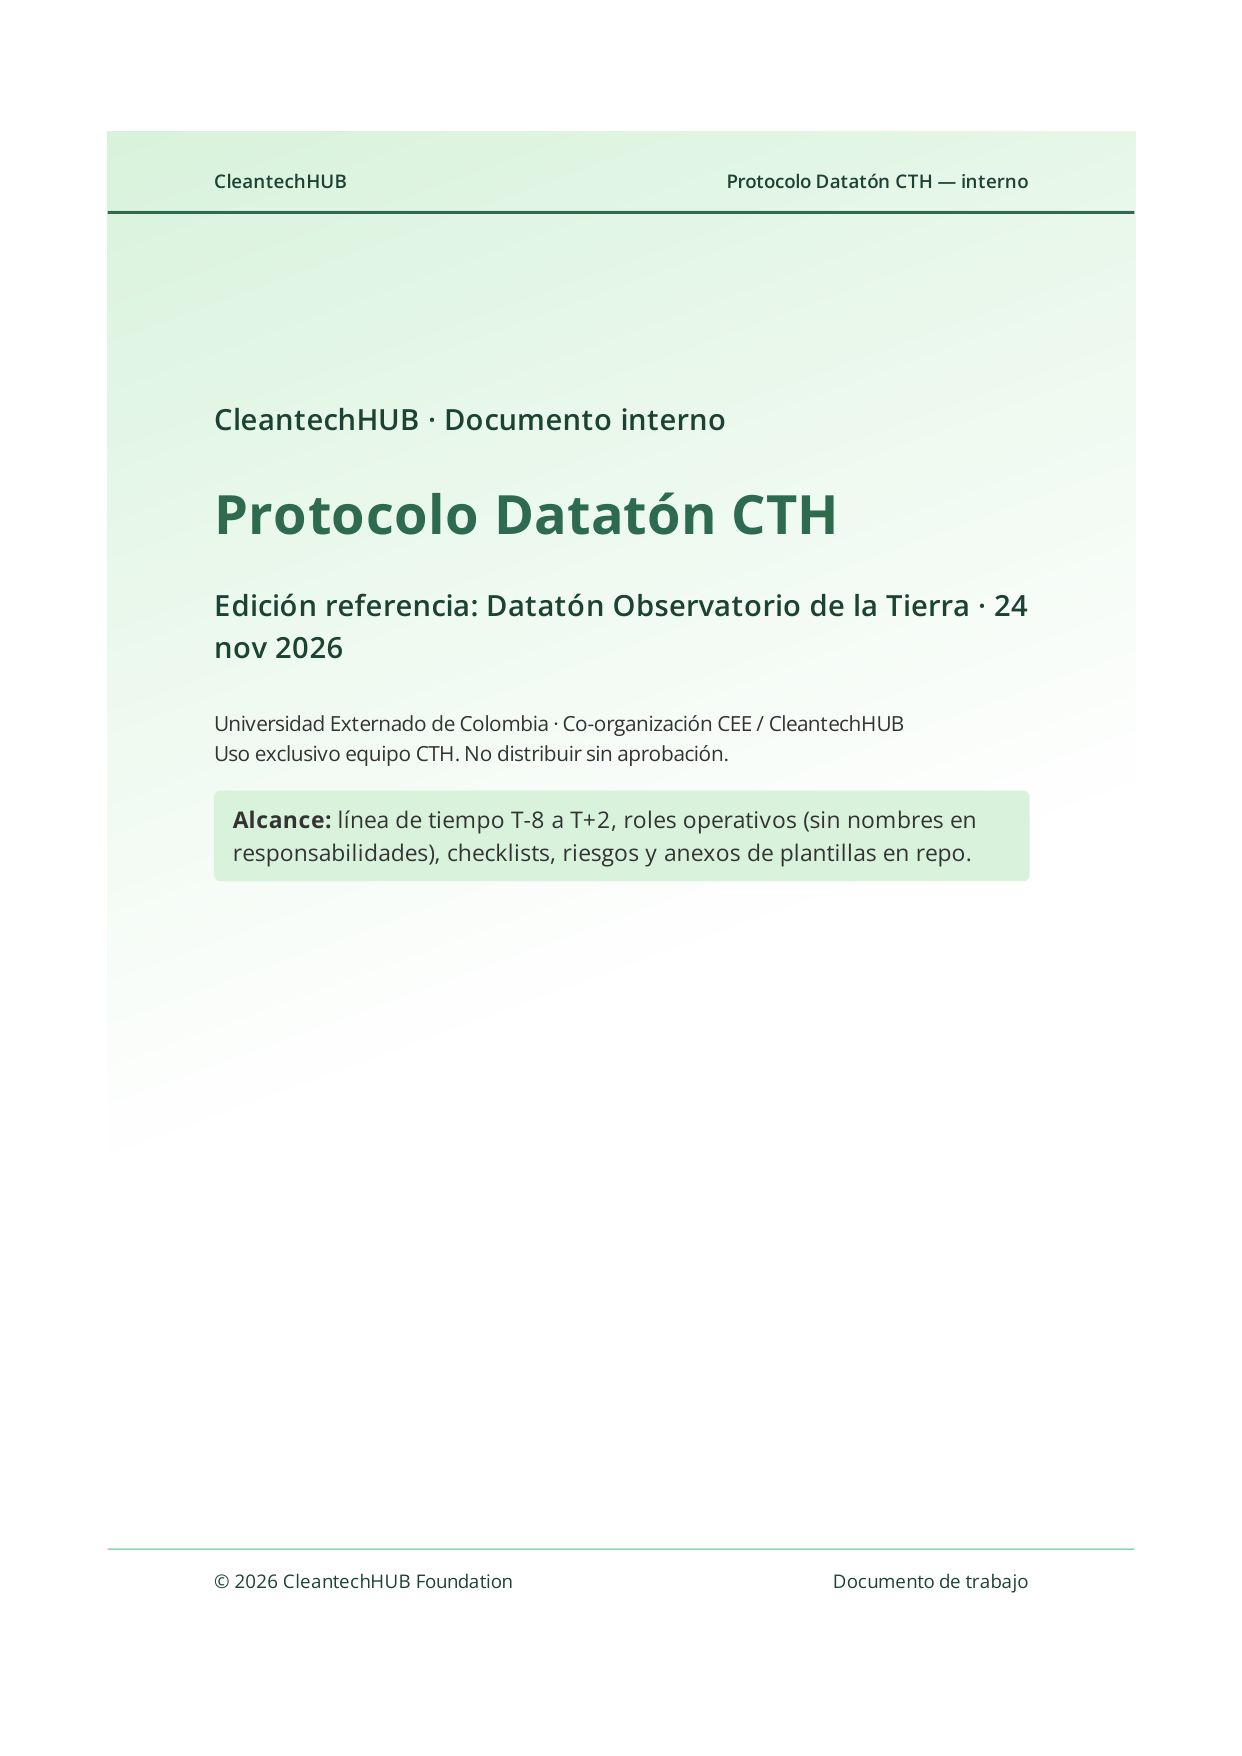 CleantechHUB
Protocolo Datatón CTH — interno
CleantechHUB · Documento interno
Protocolo Datatón CTH
Edición referencia: Datatón Observatorio de la Tierra · 24
nov 2026
Universidad Externado de Colombia · Co-organización CEE / CleantechHUB
Uso exclusivo equipo CTH. No distribuir sin aprobación.
Alcance: línea de tiempo T-8 a T+2, roles operativos (sin nombres en
responsabilidades), checklists, riesgos y anexos de plantillas en repo.
© 2026 CleantechHUB Foundation
Documento de trabajo